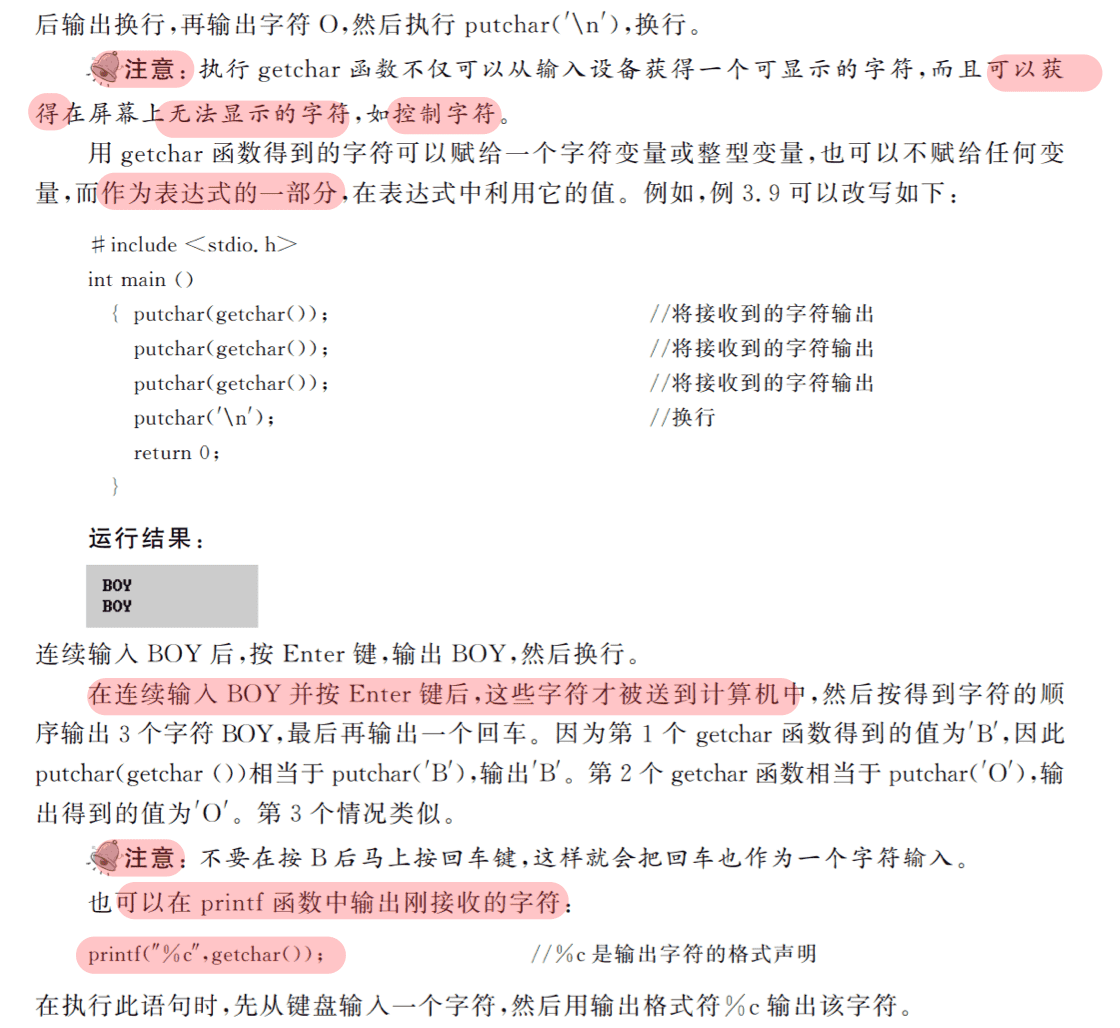 后输出换行,再输出字符 O,然后执行 putchar('\n'),换行。
注意:执行 getchar 函数不仅可以从输入设备获得一个可显示的字符,而且可以获
得在屏幕上无法显示的字符,如控制字符。
用 getchar 函数得到的字符可以赋给一个字符变量或整型变量,也可以不赋给任何变
量,而作为表达式的一部分,在表达式中利用它的值。例如,例 3.9 可以改写如下:
#include <stdio.h>
int main ()
{ putchar(getchar()); //将接收到的字符输出
putchar(getchar()); //将接收到的字符输出
putchar(getchar()); //将接收到的字符输出
putchar('\n'); //换行
return 0;
}
运行结果:
BOY
BOY
连续输入 BOY 后,按 Enter 键,输出 BOY,然后换行。
在连续输入 BOY 并按 Enter 键后,这些字符才被送到计算机中,然后按得到字符的顺
序输出 3 个字符 BOY,最后再输出一个回车。因为第 1 个 getchar 函数得到的值为'B',因此
putchar(getchar ())相当于 putchar('B'),输出'B'。第 2 个 getchar 函数相当于 putchar('O'),输
出得到的值为'O'。第 3 个情况类似。
注意:不要在按 B 后马上按回车键,这样就会把回车也作为一个字符输入。
也可以在 printf 函数中输出刚接收的字符:
printf("%c",getchar()); //%c 是输出字符的格式声明
在执行此语句时,先从键盘输入一个字符,然后用输出格式符%c 输出该字符。